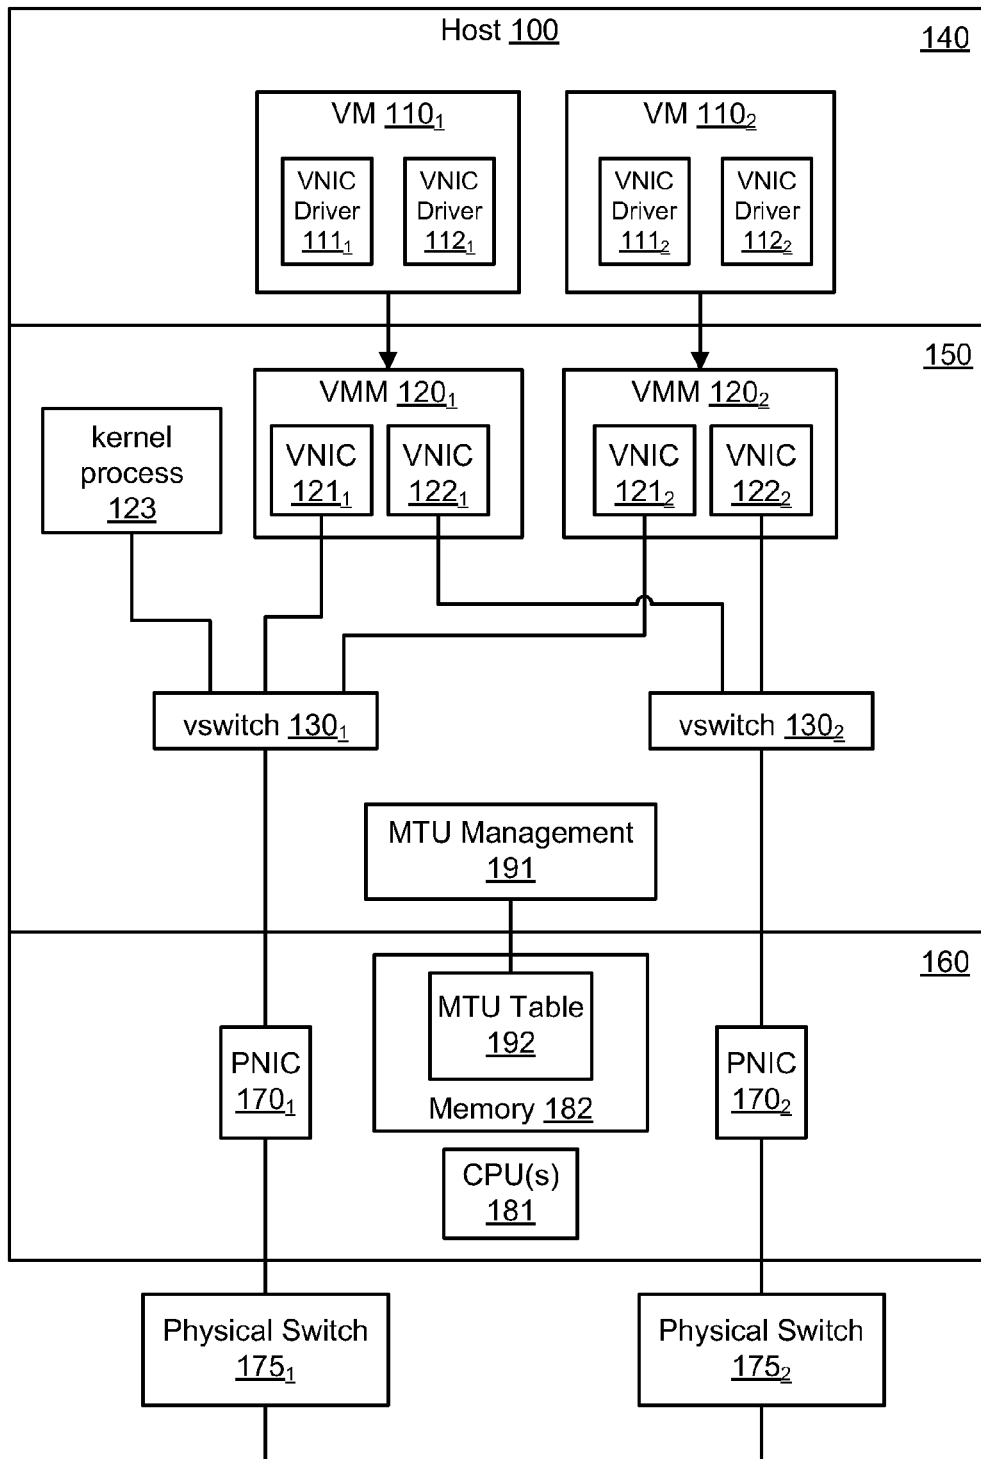 Host 100
140
VM 110₁
VM 110₂
VNIC
Driver
111₁
VNIC
Driver
112₁
VNIC
Driver
111₂
VNIC
Driver
112₂
150
VMM 120₁
VMM 120₂
kernel
process
123
VNIC
121₁
VNIC
122₁
VNIC
121₂
VNIC
122₂
vswitch 130₁
vswitch 130₂
MTU Management
191
160
MTU Table
192
Memory 182
PNIC
170₁
PNIC
170₂
CPU(s)
181
Physical Switch
175₁
Physical Switch
175₂